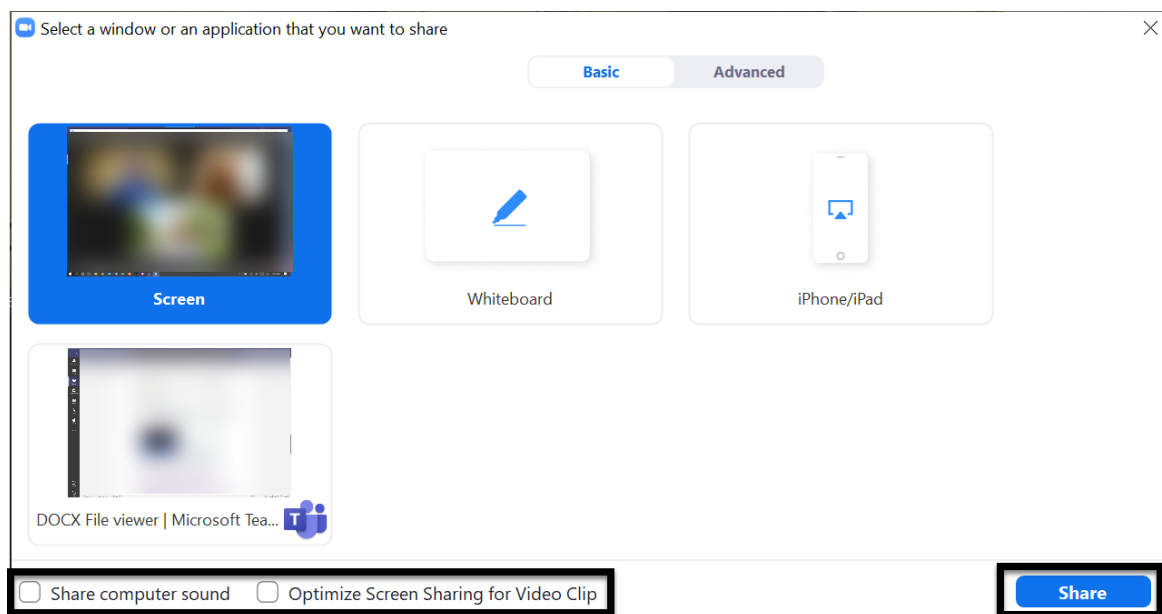 Select a window or an application that you want to share
Basic Advanced
Screen
Whiteboard
iPhone/iPad
DOCX File viewer | Microsoft Tea...
T
Share computer sound
Optimize Screen Sharing for Video Clip
Share